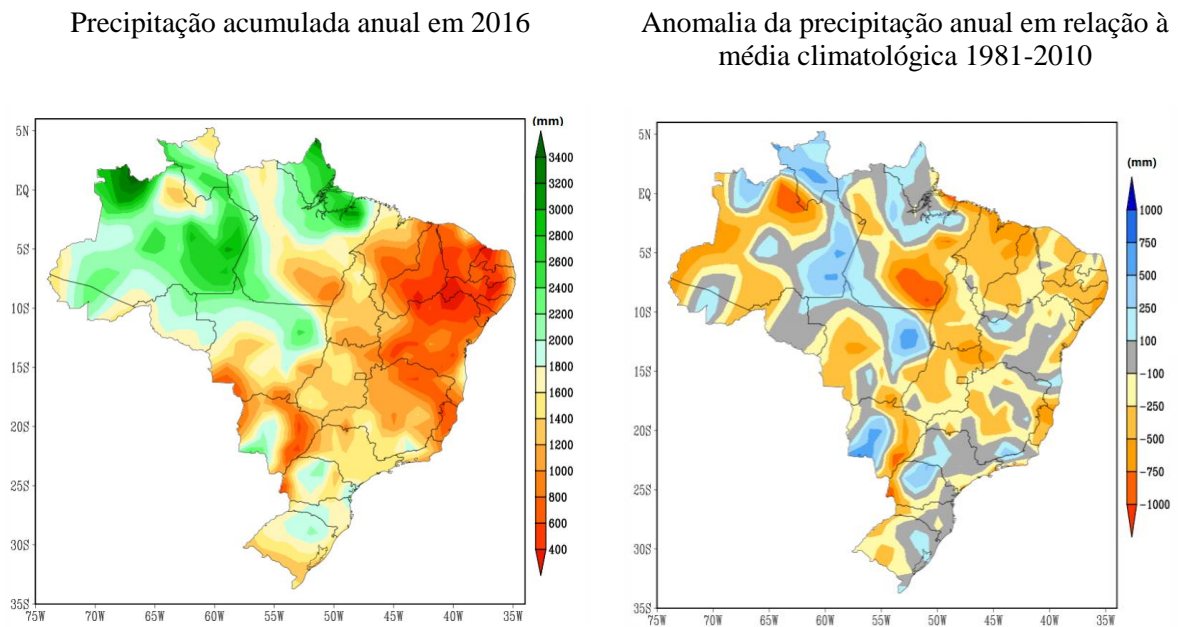 Precipitação acumulada anual em 2016
Anomalia da precipitação anual em relação à
média climatológica 1981-2010
(mm)
3400
3200
3000
2800
2600
2400
2200
2000
1800
1600
1400
1200
1000
800
600
400
5N
EQ
5S
10S
15S
20S
25S
30S
35S
75W 70W 65W 60W 55W 50W 45W 40W 35W
(mm)
1000
750
500
250
100
-100
-250
-500
-750
-1000
5N
EQ
5S
10S
15S
20S
25S
30S
35S
75W 70W 65W 60W 55W 50W 45W 40W 35W